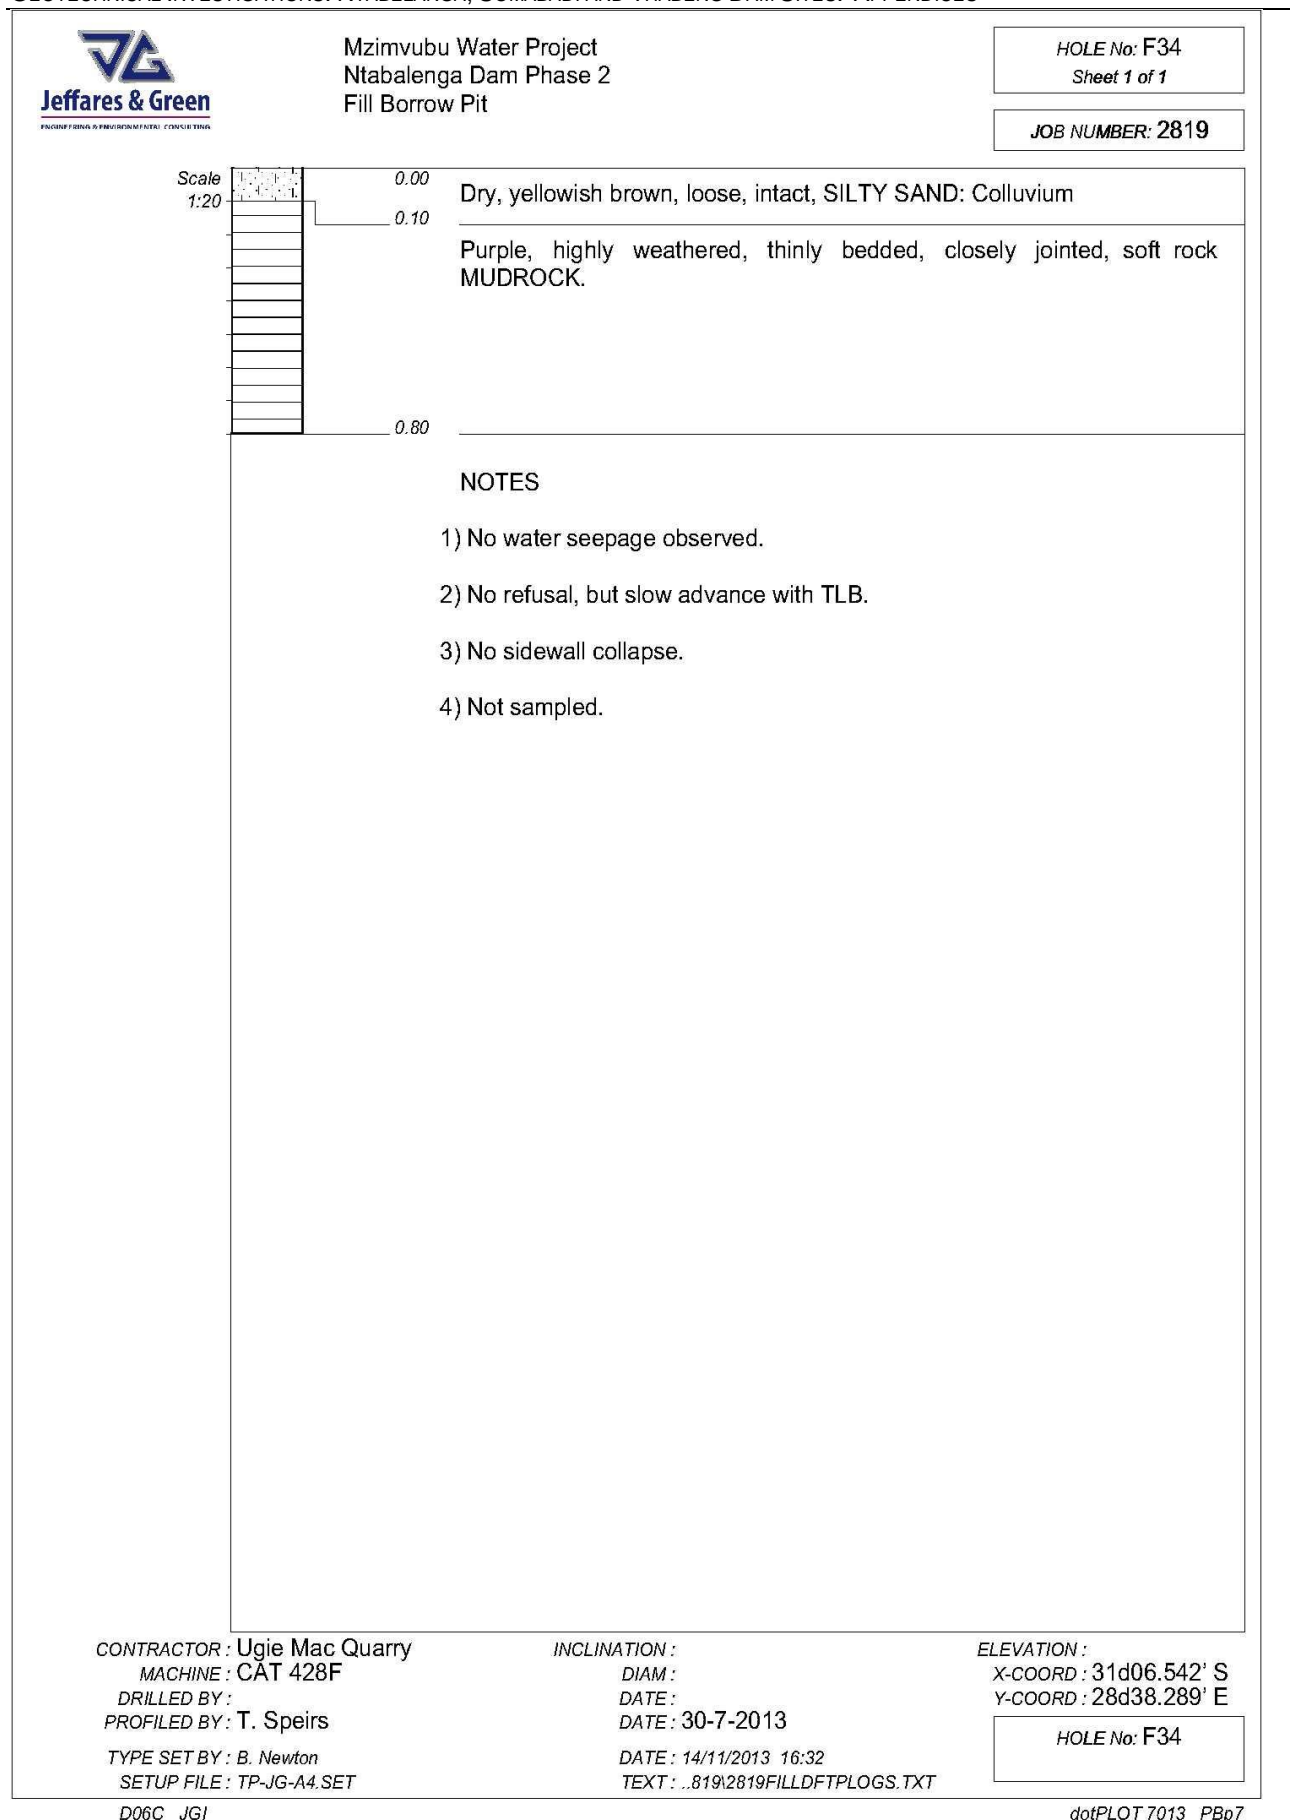 Jeffares & Green
ENGINEERING & ENVIRONMENTAL CONSULTING
Mzimvubu Water Project
Ntabalenga Dam Phase 2
Fill Borrow Pit
HOLE No: F34
Sheet 1 of 1
JOB NUMBER: 2819
Scale
1:20
0.00
Dry, yellowish brown, loose, intact, SILTY SAND: Colluvium
0.10
Purple, highly weathered, thinly bedded, closely jointed, soft rock
MUDROCK.
0.80
NOTES
1) No water seepage observed.
2) No refusal, but slow advance with TLB.
3) No sidewall collapse.
4) Not sampled.
CONTRACTOR : Ugie Mac Quarry
MACHINE : CAT 428F
DRILLED BY :
PROFILED BY : T. Speirs
TYPE SET BY : B. Newton
SETUP FILE : TP-JG-A4.SET
INCLINATION :
DIAM :
DATE :
DATE : 30-7-2013
DATE : 14/11/2013 16:32
TEXT : ..819\2819FILLDFTPLOGS.TXT
ELEVATION :
X-COORD : 31d06.542' S
Y-COORD : 28d38.289' E
HOLE No: F34
D06C JGI
dotPLOT 7013 PBp7